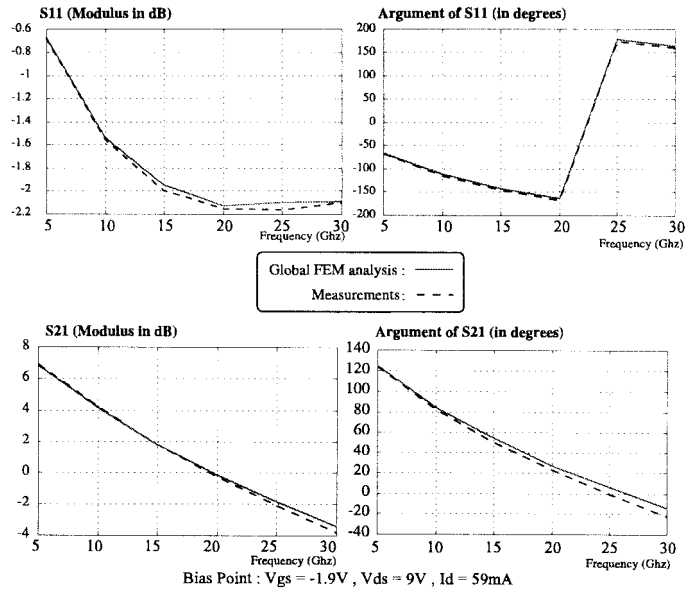 S11 (Modulus in dB)
-0.6
-0.8
-1
-1.2
-1.4
-1.6
-1.8
-2
-2.2
5 10 15 20 25 30
Frequency (Ghz)
Argument of S11 (in degrees)
200
150
100
50
0
-50
-100
-150
-200
5 10 15 20 25 30
Frequency (Ghz)
Global FEM analysis :
Measurements :
S21 (Modulus in dB)
8
6
4
2
0
-2
-4
5 10 15 20 25 30
Frequency (Ghz)
Argument of S21 (in degrees)
140
120
100
80
60
40
20
0
-20
-40
5 10 15 20 25 30
Frequency (Ghz)
Bias Point : Vgs = -1.9V , Vds = 9V , Id = 59mA